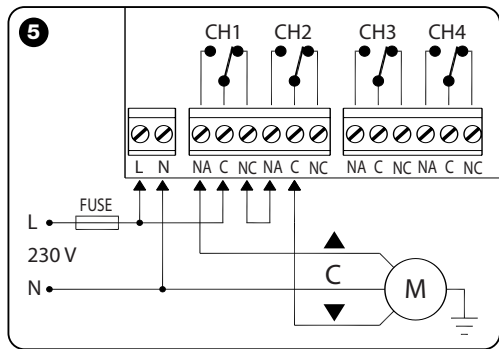 5
CH1 CH2 CH3 CH4
L N NA C NC NA C NC NA C NC NA C NC
L FUSE
230 V
N
C
M